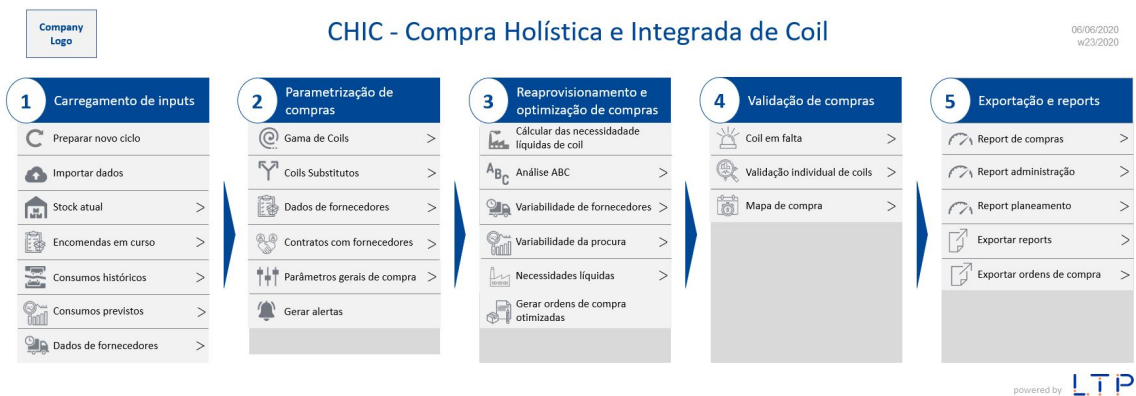 Company
Logo
CHIC - Compra Holística e Integrada de Coil
06/06/2020
w23/2020
1 Carregamento de inputs
Preparar novo ciclo
Importar dados
Stock atual >
Encomendas em curso >
Consumos históricos >
Consumos previstos >
Dados de fornecedores >
2 Parametrização de
compras
Gama de Coils >
Coils Substitutos >
Dados de fornecedores >
Contratos com fornecedores >
Parâmetros gerais de compra >
Gerar alertas
3 Reaprovisionamento e
optimização de compras
Cálcular das necessidadade
líquidas de coil
ABC Análise ABC >
Variabilidade de fornecedores >
Variabilidade da procura >
Necessidades líquidas >
Gerar ordens de compra
otimizadas
4 Validação de compras
Coil em falta >
Validação individual de coils >
Mapa de compra >
5 Exportação e reports
Report de compras >
Report administração >
Report planeamento >
Exportar reports >
Exportar ordens de compra >
powered by LTP